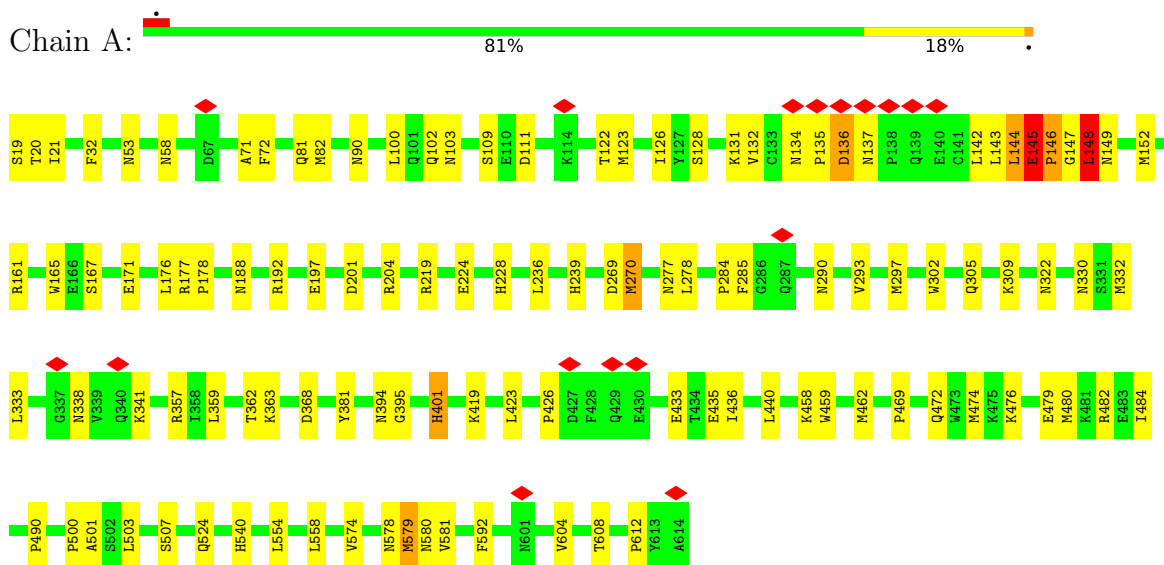 Chain A:
81% 18%
S19 T20 I21 F32 N53 N58 D67 A71 F72 Q81 M82 N90 L100 Q101 Q102 N103 S109 E110 D111 K114 T122 M123 I126 Y127 S128 K131 V132 C133 N134 P135 D136 N137 P138 Q139 E140 C141 L142 L143 L144 E145 P146 G147 L148 N149 M152
R161 W165 E166 S167 E171 L176 R177 P178 N188 R192 E197 D201 R204 R219 E224 H228 L236 H239 D269 M270 N277 L278 P284 F285 G286 Q287 N290 V293 M297 W302 Q305 K309 N322 N330 S331 M332
L333 G337 N338 V339 Q340 K341 R357 I358 L359 T362 K363 D368 Y381 N394 G395 H401 K419 L423 P426 D427 F428 Q429 E430 E433 T434 E435 I436 L440 K458 W459 M462 P469 Q472 W473 M474 K475 K476 E479 M480 K481 R482 E483 I484
P490 P500 A501 S502 L503 S507 Q524 H540 L554 L558 V574 N578 M579 N580 V581 F592 N601 V604 T608 P612 Y613 A614